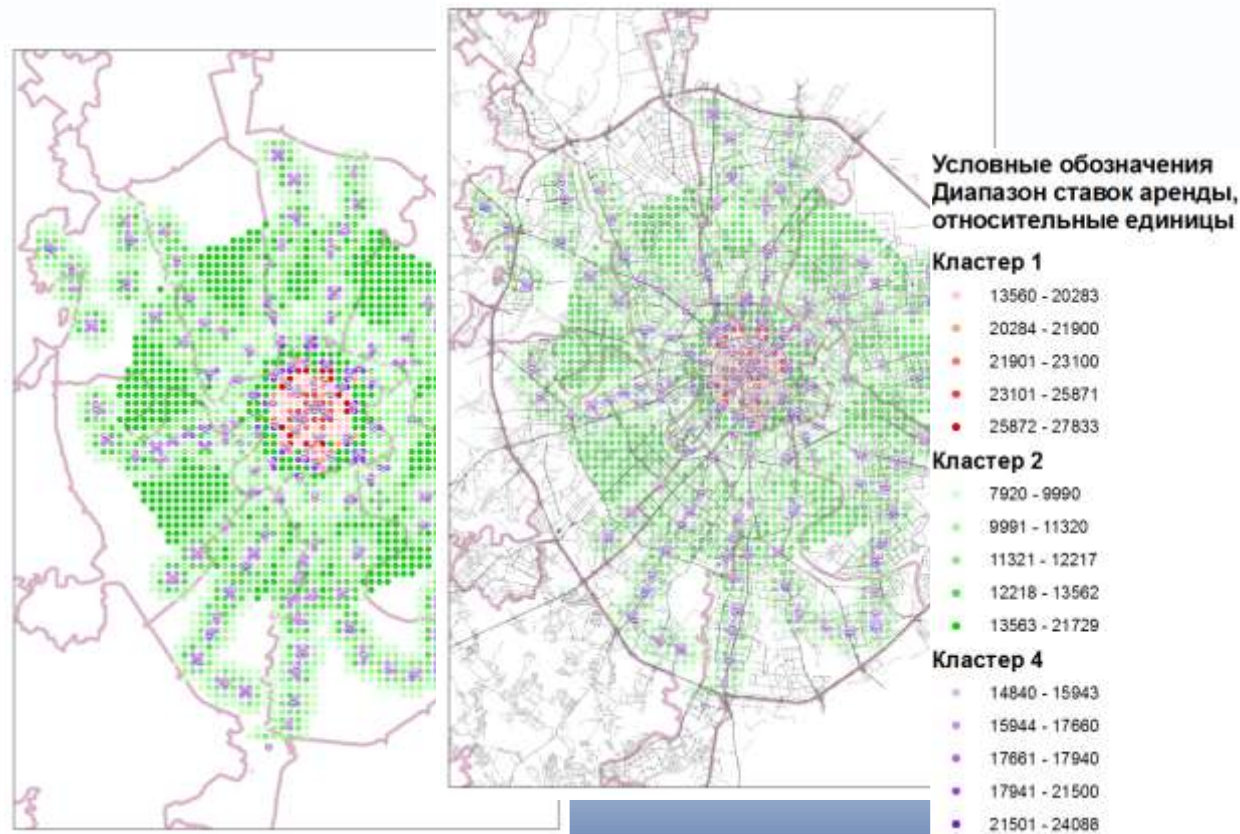 Условные обозначения
Диапазон ставок аренды,
относительные единицы
Кластер 1
13560 - 20283
20284 - 21900
21901 - 23100
23101 - 25871
25872 - 27833
Кластер 2
7920 - 9990
9991 - 11320
11321 - 12217
12218 - 13562
13563 - 21729
Кластер 4
14840 - 15943
15944 - 17660
17661 - 17940
17941 - 21500
21501 - 24088